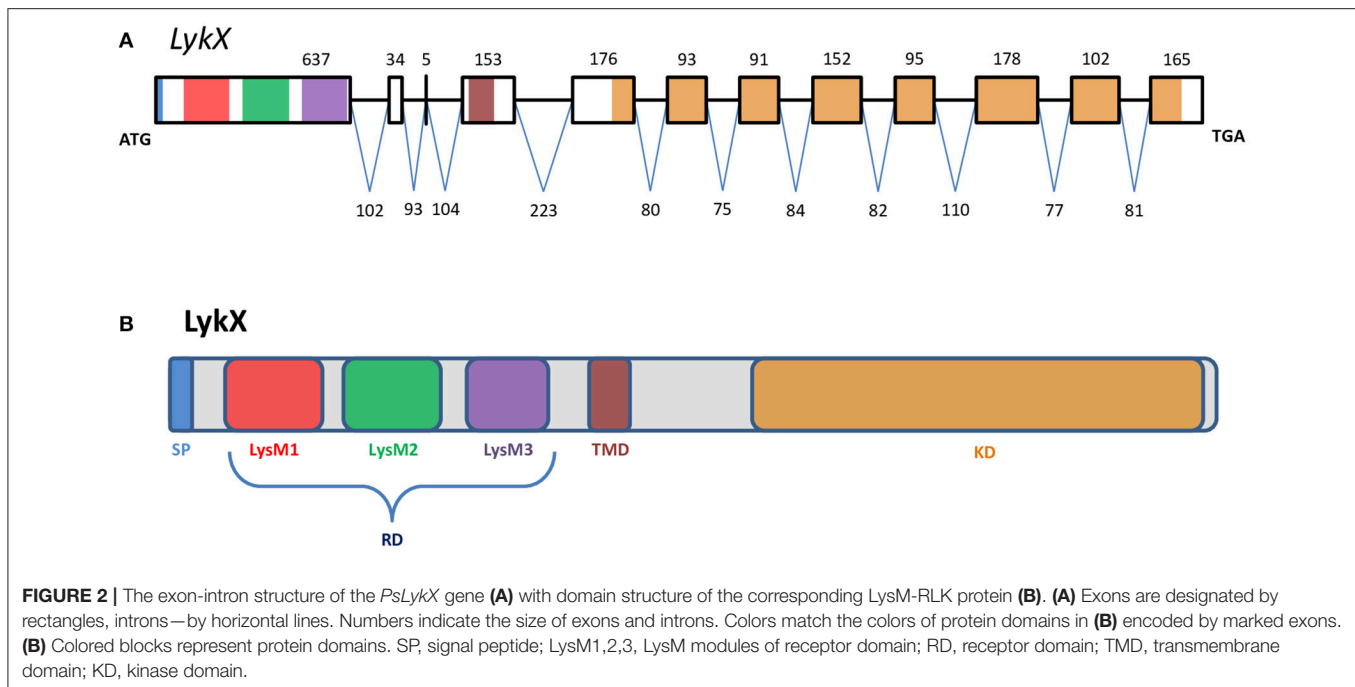 A LykX
637 34 5 153 176 93 91 152 95 178 102 165
ATG TGA
102 93 104 223 80 75 84 82 110 77 81
B LykX
SP LysM1 LysM2 LysM3 TMD KD
RD
FIGURE 2 | The exon-intron structure of the PsLykX gene (A) with domain structure of the corresponding LysM-RLK protein (B). (A) Exons are designated by
rectangles, introns—by horizontal lines. Numbers indicate the size of exons and introns. Colors match the colors of protein domains in (B) encoded by marked exons.
(B) Colored blocks represent protein domains. SP, signal peptide; LysM1,2,3, LysM modules of receptor domain; RD, receptor domain; TMD, transmembrane
domain; KD, kinase domain.